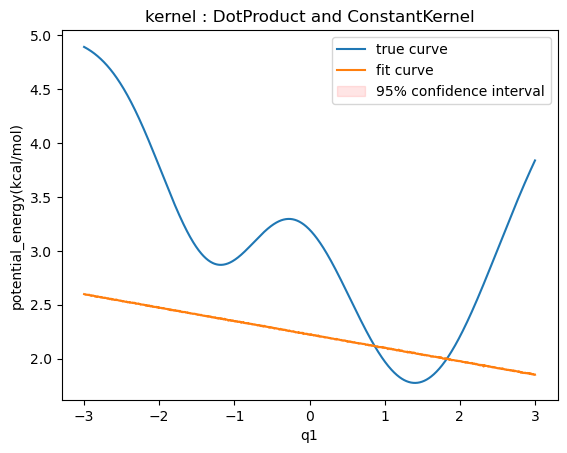 kernel : DotProduct and ConstantKernel
true curve
fit curve
95% confidence interval
potential_energy(kcal/mol)
5.0
4.5
4.0
3.5
3.0
2.5
2.0
−3
−2
−1
0
1
2
3
q1